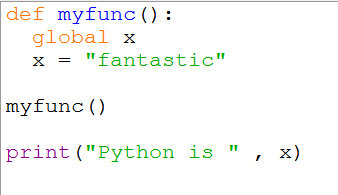 def myfunc():
  global x
  x = "fantastic"

myfunc()

print("Python is " , x)